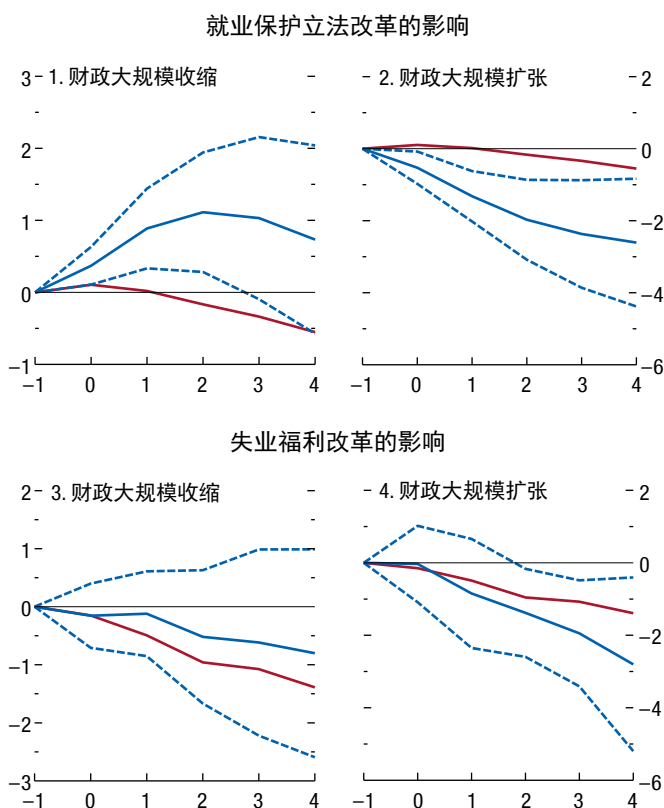 就业保护立法改革的影响
1. 财政大规模收缩
3
2
1
0
–1
–1 0 1 2 3 4
2. 财政大规模扩张
2
0
–2
–4
–6
–1 0 1 2 3 4
失业福利改革的影响
3. 财政大规模收缩
2
1
0
–1
–2
–3
–1 0 1 2 3 4
4. 财政大规模扩张
2
0
–2
–4
–6
–1 0 1 2 3 4